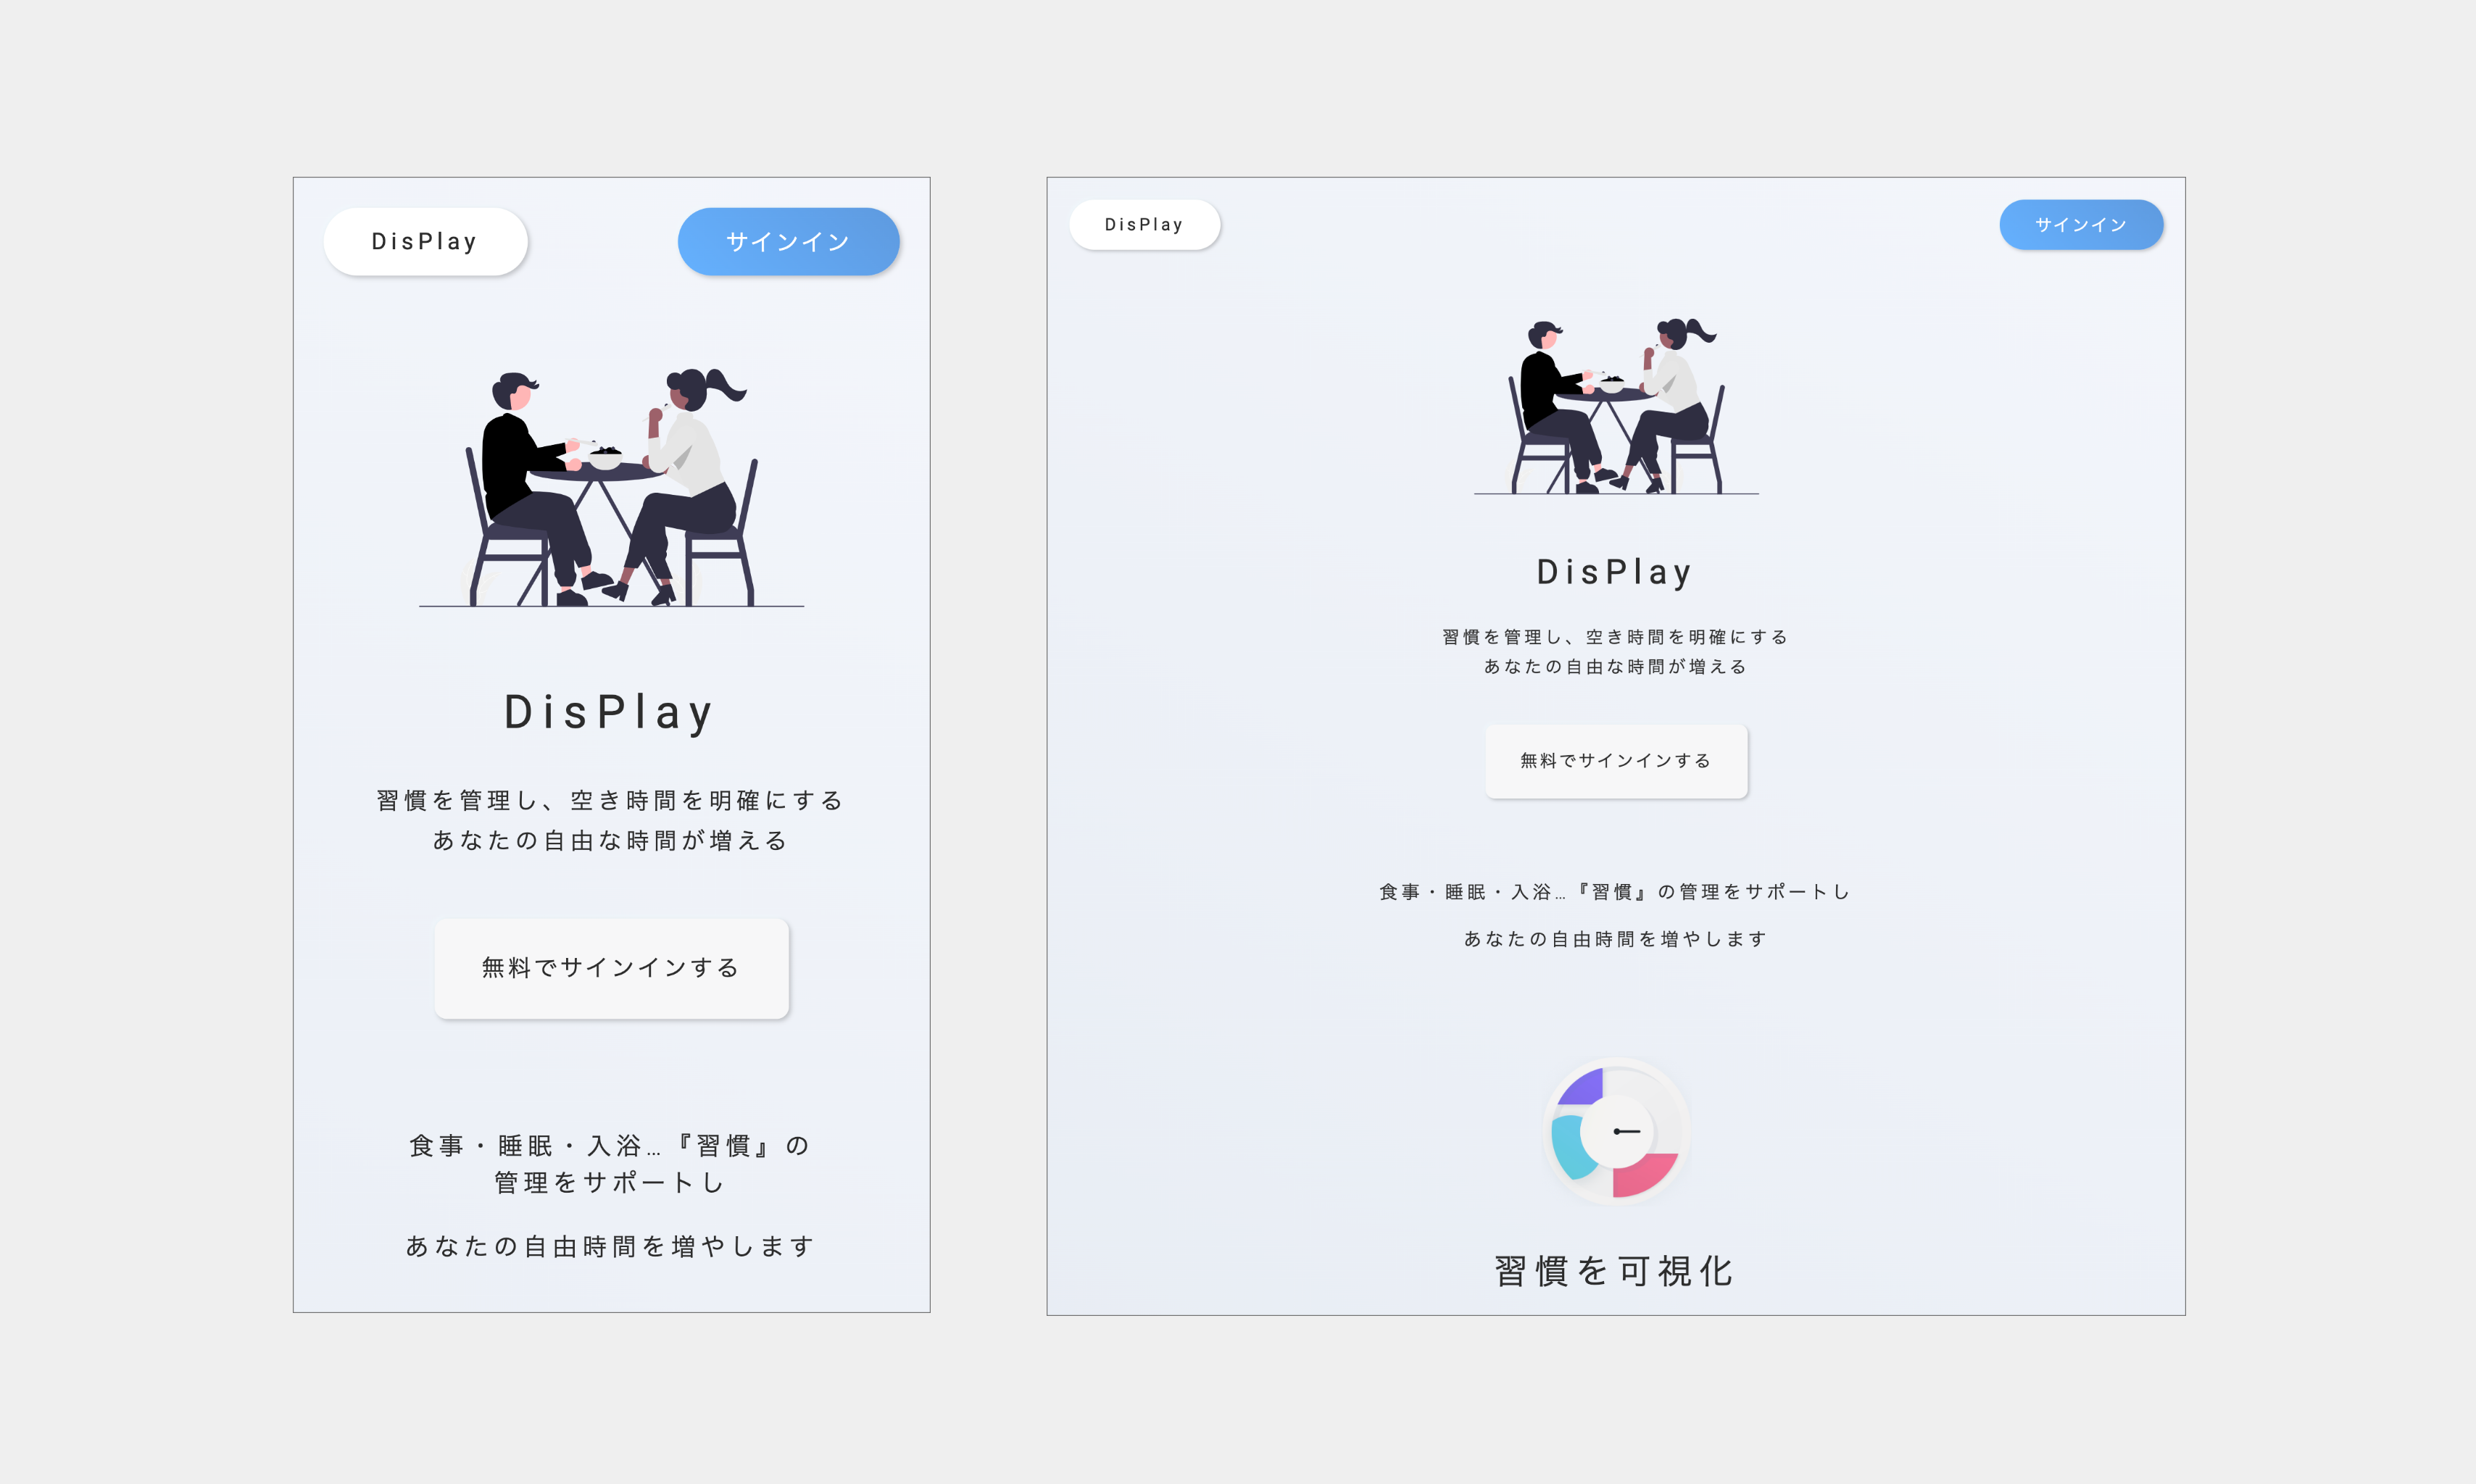 DisPlay
サインイン
DisPlay
習慣を管理し、空き時間を明確にする
あなたの自由な時間が増える
無料でサインインする
食事・睡眠・入浴…『習慣』の
管理をサポートし
あなたの自由時間を増やします
DisPlay
サインイン
DisPlay
習慣を管理し、空き時間を明確にする
あなたの自由な時間が増える
無料でサインインする
食事・睡眠・入浴…『習慣』の管理をサポートし
あなたの自由時間を増やします
習慣を可視化